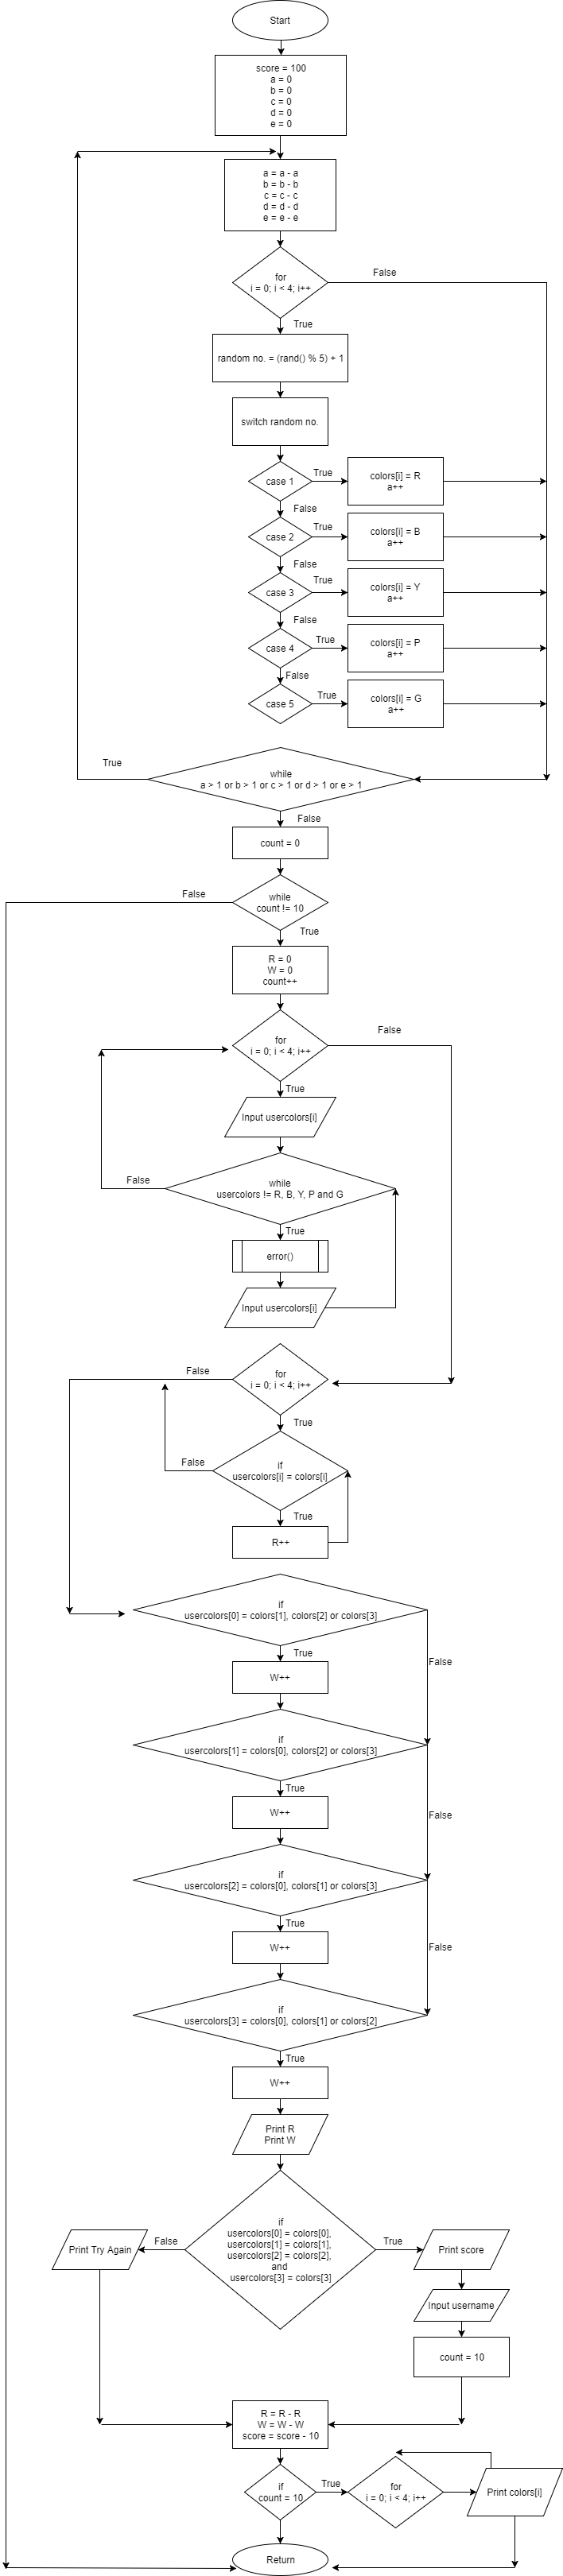 Start
score = 100
a = 0
b = 0
c = 0
d = 0
e = 0
a = a - a
b = b - b
c = c - c
d = d - d
e = e - e
for
i = 0; i < 4; i++
False
True
random no. = (rand() % 5) + 1
switch random no.
case 1
True
colors[i] = R
a++
False
case 2
True
colors[i] = B
a++
False
case 3
True
colors[i] = Y
a++
False
case 4
True
colors[i] = P
a++
False
case 5
True
colors[i] = G
a++
True
while
a > 1 or b > 1 or c > 1 or d > 1 or e > 1
False
count = 0
False
while
count != 10
True
R = 0
W = 0
count++
for
i = 0; i < 4; i++
False
True
Input usercolors[i]
False
while
usercolors != R, B, Y, P and G
True
error()
Input usercolors[i]
False
for
i = 0; i < 4; i++
True
False
if
usercolors[i] = colors[i]
True
R++
if
usercolors[0] = colors[1], colors[2] or colors[3]
True
False
W++
if
usercolors[1] = colors[0], colors[2] or colors[3]
True
False
W++
if
usercolors[2] = colors[0], colors[1] or colors[3]
True
False
W++
if
usercolors[3] = colors[0], colors[1] or colors[2]
True
W++
Print R
Print W
if
usercolors[0] = colors[0],
usercolors[1] = colors[1],
usercolors[2] = colors[2],
and
usercolors[3] = colors[3]
False
Print Try Again
True
Print score
Input username
count = 10
R = R - R
W = W - W
score = score - 10
if
count = 10
True
for
i = 0; i < 4; i++
Print colors[i]
Return